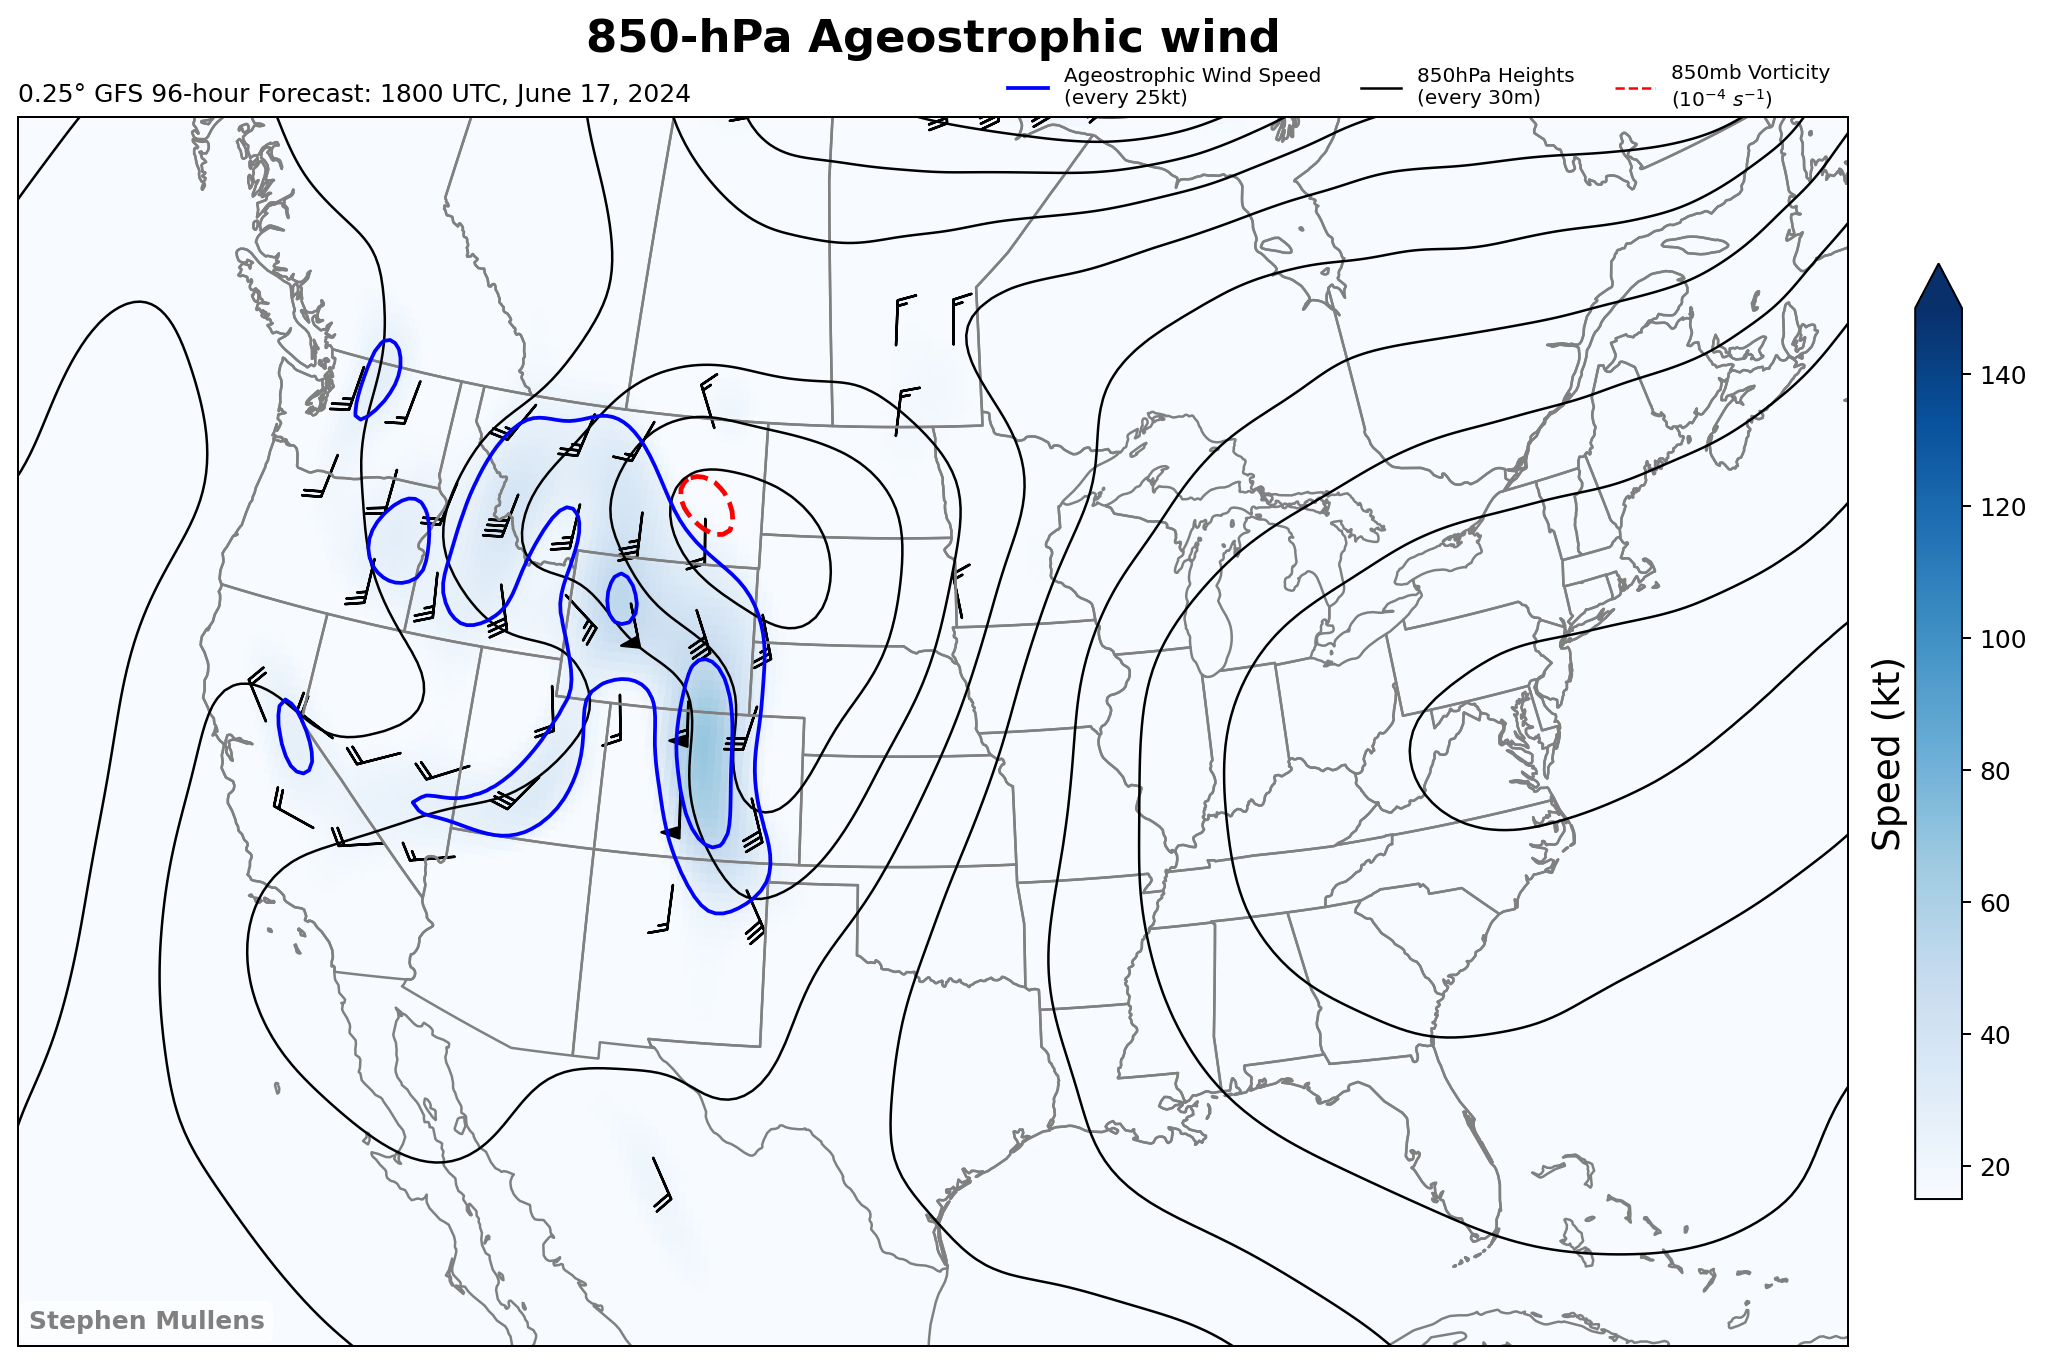 850-hPa Ageostrophic wind
0.25° GFS 96-hour Forecast: 1800 UTC, June 17, 2024
Ageostrophic Wind Speed
(every 25kt)
850hPa Heights
(every 30m)
850mb Vorticity
(10⁻⁴ s⁻¹)
140
120
100
80
60
40
20
Speed (kt)
Stephen Mullens